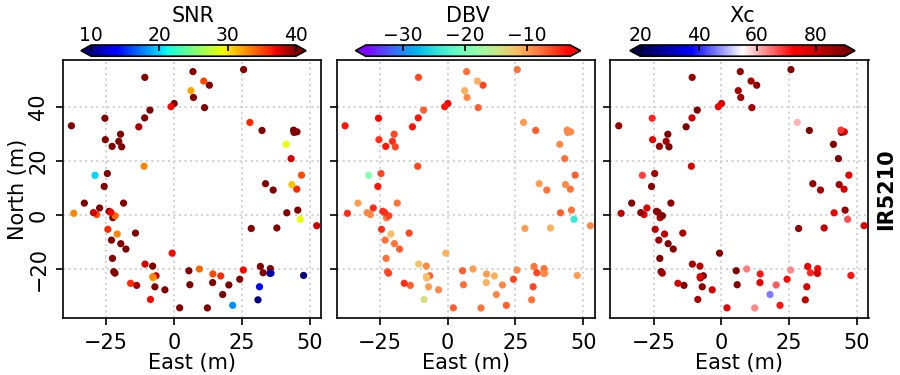 SNR DBV Xc
10 20 30 40 −30 −20 −10 20 40 60 80
North (m)
40
20
0
−20
IR5210
−25 0 25 50 −25 0 25 50 −25 0 25 50
East (m) East (m) East (m)